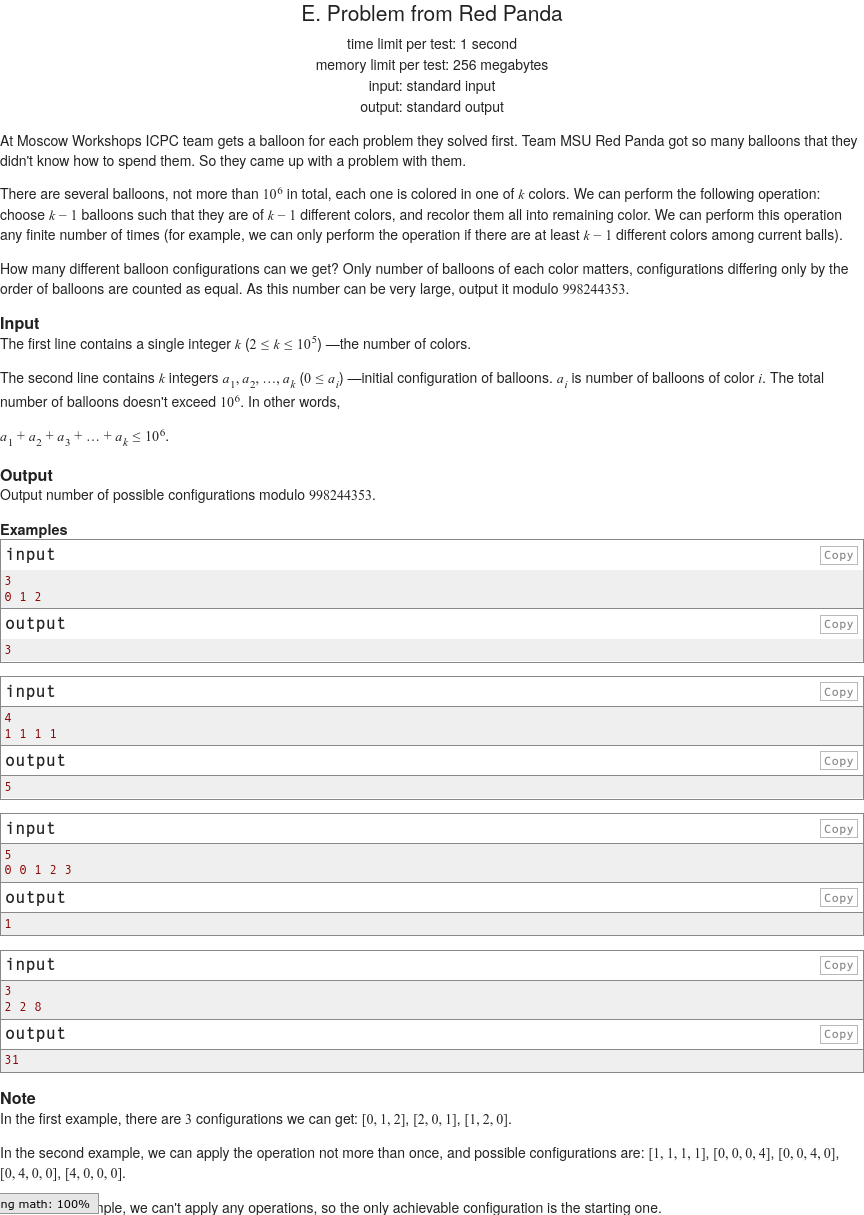 E. Problem from Red Panda
time limit per test: 1 second
memory limit per test: 256 megabytes
input: standard input
output: standard output
At Moscow Workshops ICPC team gets a balloon for each problem they solved first. Team MSU Red Panda got so many balloons that they
didn't know how to spend them. So they came up with a problem with them.
There are several balloons, not more than 10^6 in total, each one is colored in one of k colors. We can perform the following operation:
choose k − 1 balloons such that they are of k − 1 different colors, and recolor them all into remaining color. We can perform this operation
any finite number of times (for example, we can only perform the operation if there are at least k − 1 different colors among current balls).
How many different balloon configurations can we get? Only number of balloons of each color matters, configurations differing only by the
order of balloons are counted as equal. As this number can be very large, output it modulo 998244353.
Input
The first line contains a single integer k (2 ≤ k ≤ 10^5) —the number of colors.
The second line contains k integers a_1, a_2, …, a_k (0 ≤ a_i) —initial configuration of balloons. a_i is number of balloons of color i. The total
number of balloons doesn't exceed 10^6. In other words,
a_1 + a_2 + a_3 + … + a_k ≤ 10^6.
Output
Output number of possible configurations modulo 998244353.
Examples
input Copy
3
0 1 2
output Copy
3
input Copy
4
1 1 1 1
output Copy
5
input Copy
5
0 0 1 2 3
output Copy
1
input Copy
3
2 2 8
output Copy
31
Note
In the first example, there are 3 configurations we can get: [0, 1, 2], [2, 0, 1], [1, 2, 0].
In the second example, we can apply the operation not more than once, and possible configurations are: [1, 1, 1, 1], [0, 0, 0, 4], [0, 0, 4, 0],
[0, 4, 0, 0], [4, 0, 0, 0].
ng math: 100% mple, we can't apply any operations, so the only achievable configuration is the starting one.